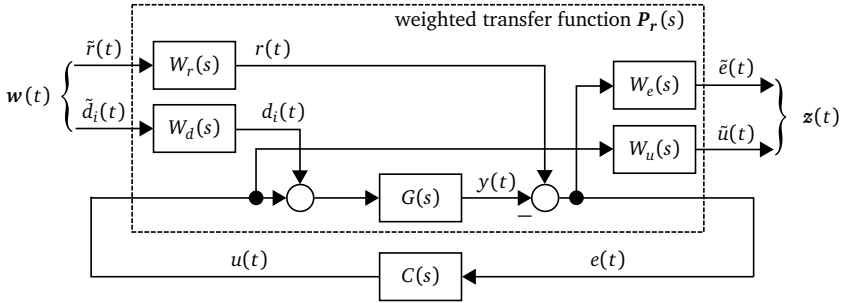 weighted transfer function P_r(s)
r̃(t)
W_r(s)
r(t)
w(t)
d̃_i(t)
W_d(s)
d_i(t)
W_e(s)
ẽ(t)
z(t)
W_u(s)
ũ(t)
G(s)
y(t)
−
u(t)
C(s)
e(t)